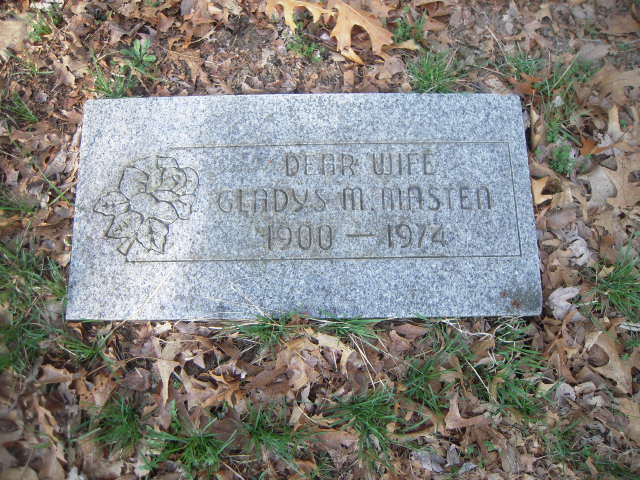 DEAR WIFE
GLADYS M. MASTEN
1900 — 1974